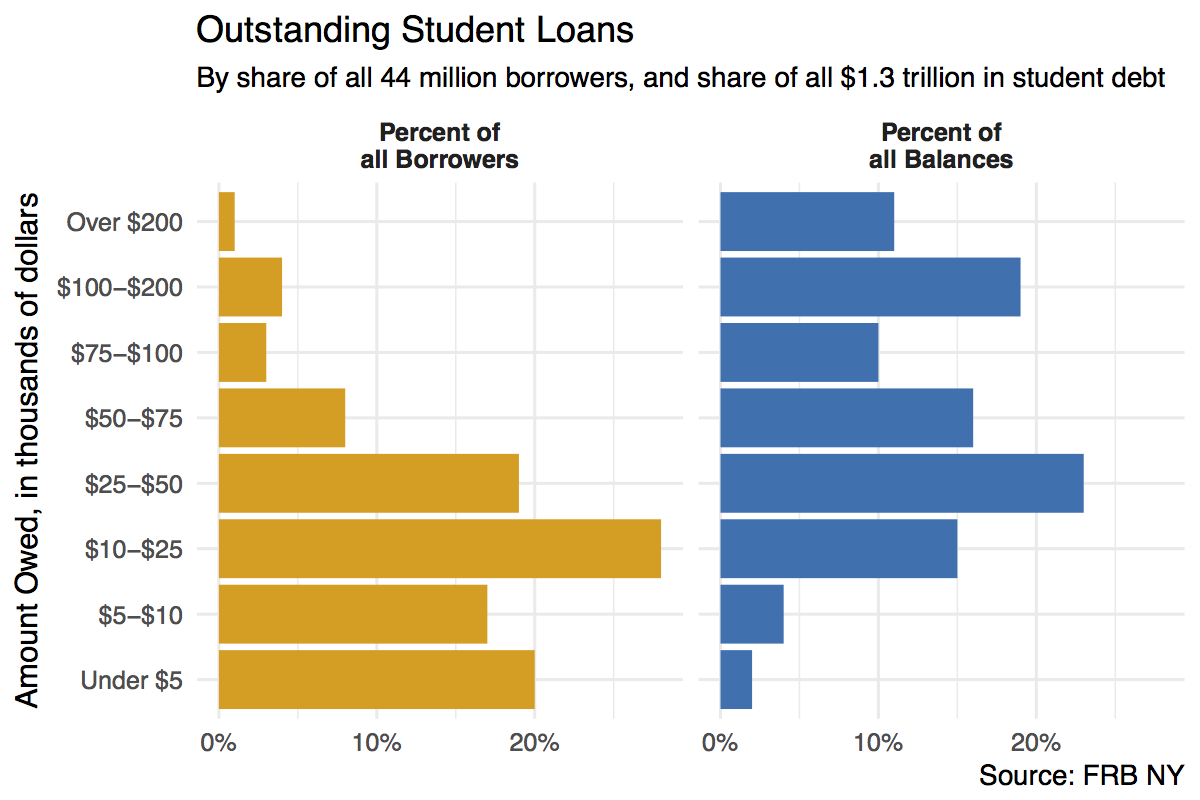 Outstanding Student Loans
By share of all 44 million borrowers, and share of all $1.3 trillion in student debt
Percent of
all Borrowers
Percent of
all Balances
Amount Owed, in thousands of dollars
Over $200
$100–$200
$75–$100
$50–$75
$25–$50
$10–$25
$5–$10
Under $5
0% 10% 20%
0% 10% 20%
Source: FRB NY